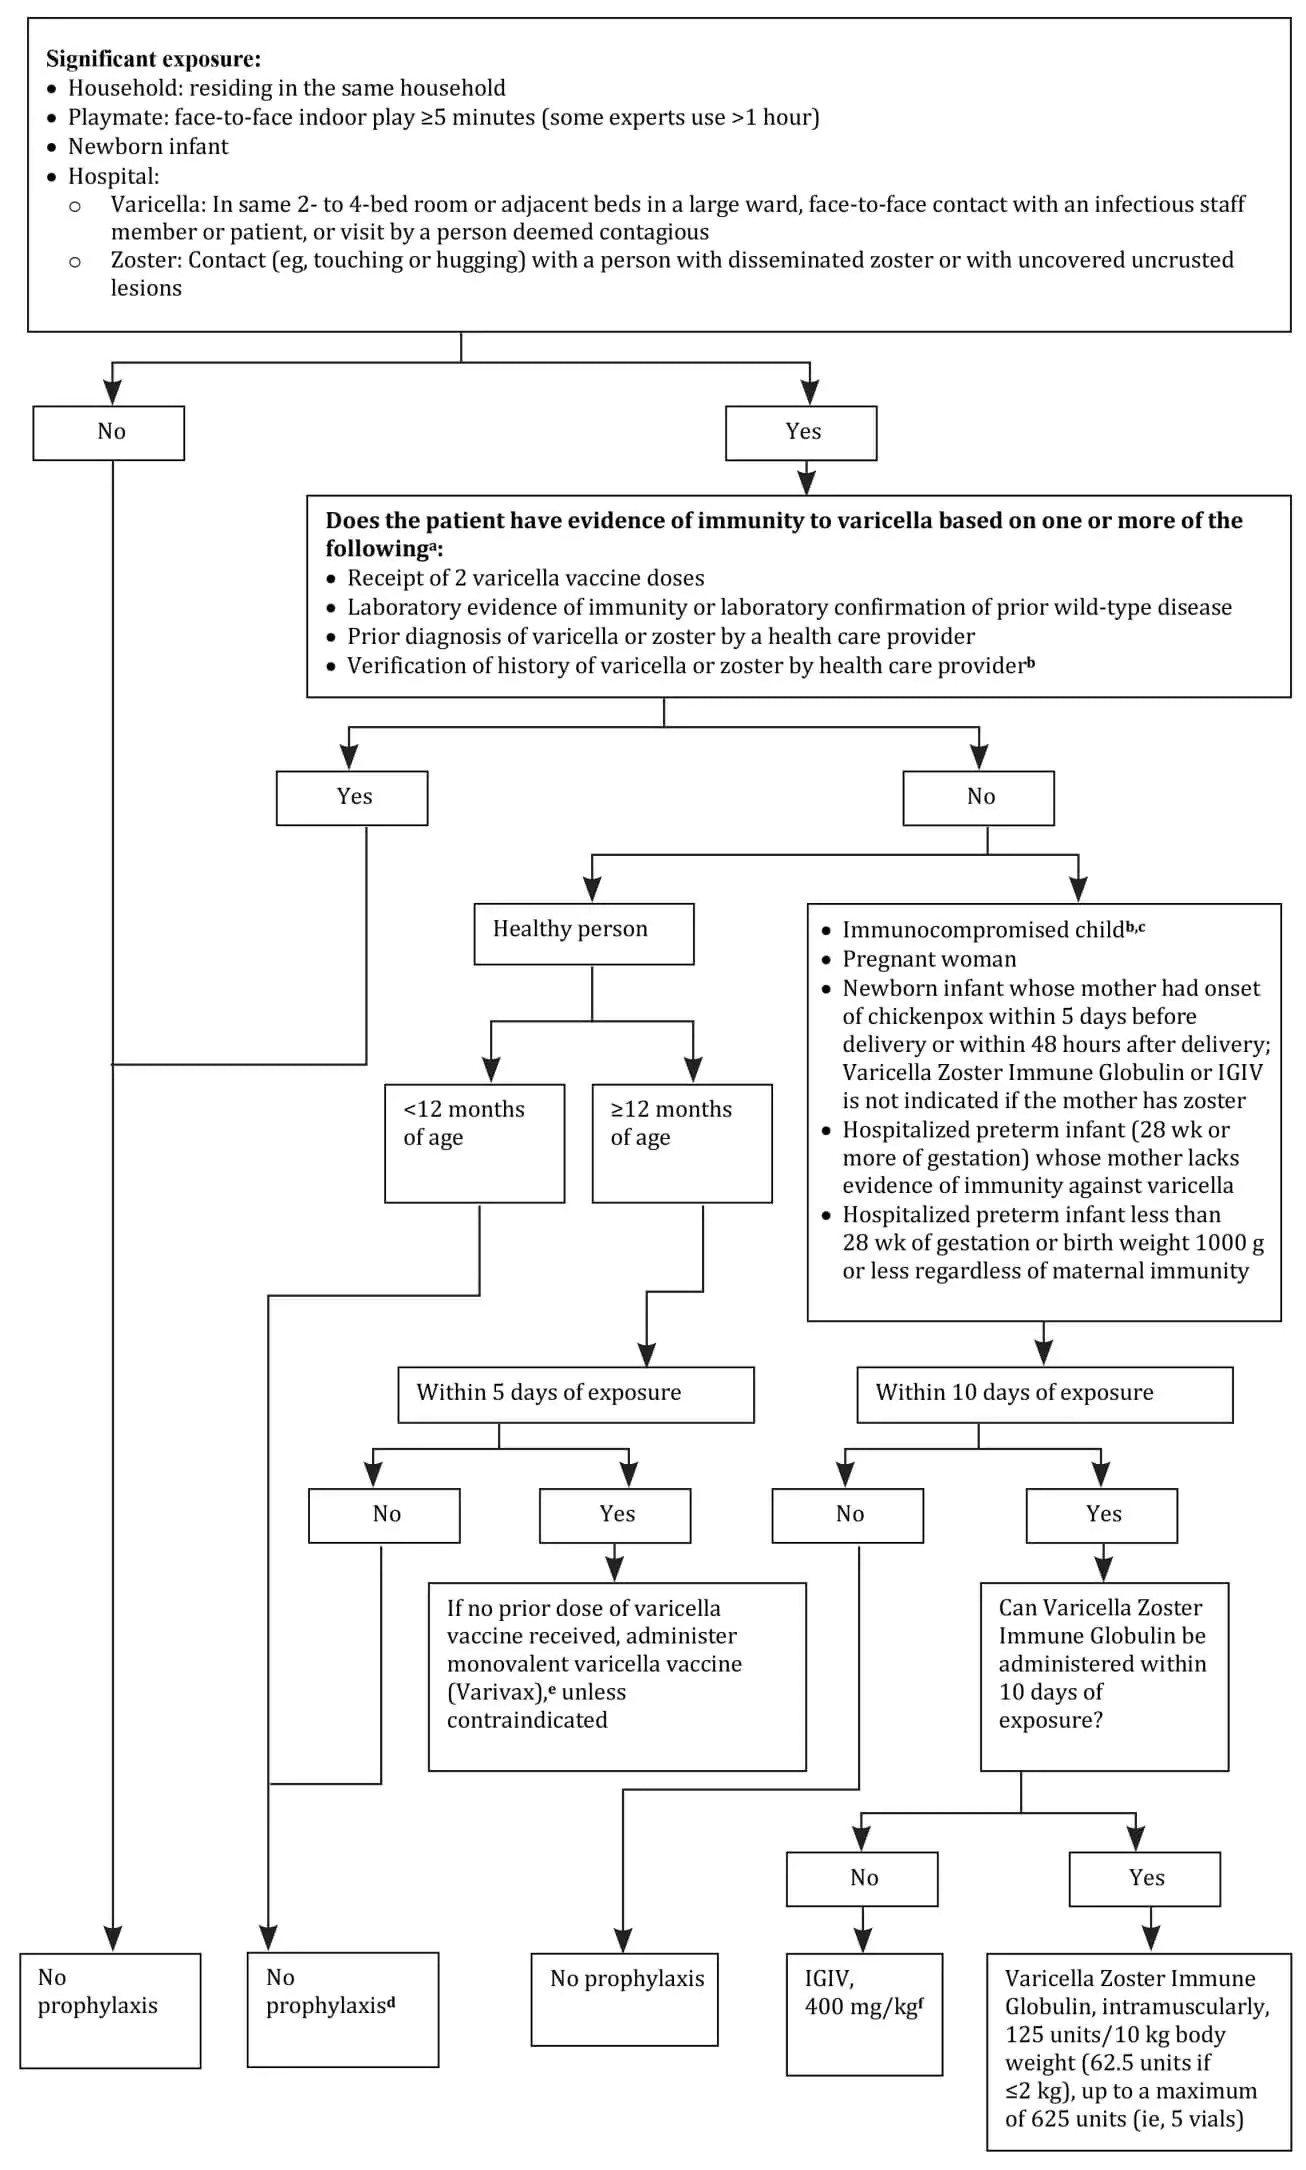 Significant exposure:
• Household: residing in the same household
• Playmate: face-to-face indoor play ≥5 minutes (some experts use >1 hour)
• Newborn infant
• Hospital:
o Varicella: In same 2- to 4-bed room or adjacent beds in a large ward, face-to-face contact with an infectious staff
member or patient, or visit by a person deemed contagious
o Zoster: Contact (eg, touching or hugging) with a person with disseminated zoster or with uncovered uncrusted
lesions
No
Yes
Does the patient have evidence of immunity to varicella based on one or more of the
followingᵃ:
• Receipt of 2 varicella vaccine doses
• Laboratory evidence of immunity or laboratory confirmation of prior wild-type disease
• Prior diagnosis of varicella or zoster by a health care provider
• Verification of history of varicella or zoster by health care providerᵇ
Yes
No
Healthy person
• Immunocompromised childᵇ,ᶜ
• Pregnant woman
• Newborn infant whose mother had onset
of chickenpox within 5 days before
delivery or within 48 hours after delivery;
Varicella Zoster Immune Globulin or IGIV
is not indicated if the mother has zoster
• Hospitalized preterm infant (28 wk or
more of gestation) whose mother lacks
evidence of immunity against varicella
• Hospitalized preterm infant less than
28 wk of gestation or birth weight 1000 g
or less regardless of maternal immunity
<12 months
of age
≥12 months
of age
Within 5 days of exposure
Within 10 days of exposure
No
Yes
No
Yes
If no prior dose of varicella
vaccine received, administer
monovalent varicella vaccine
(Varivax),ᵉ unless
contraindicated
Can Varicella Zoster
Immune Globulin be
administered within
10 days of
exposure?
No
Yes
No
prophylaxis
No
prophylaxisᵈ
No prophylaxis
IGIV,
400 mg/kgᶠ
Varicella Zoster Immune
Globulin, intramuscularly,
125 units/10 kg body
weight (62.5 units if
≤2 kg), up to a maximum
of 625 units (ie, 5 vials)